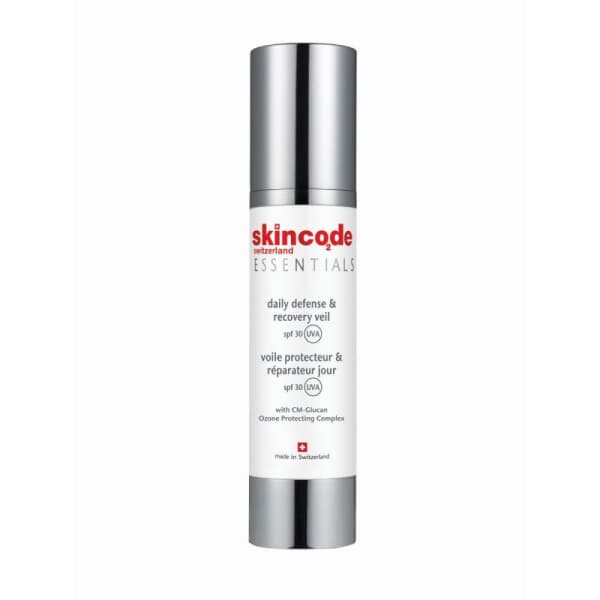 skinco2de
switzerland
ESSENTIALS
daily defense &
recovery veil
spf 30 UVA
voile protecteur &
réparateur jour
spf 30 UVA
with CM-Glucan
Ozone Protecting Complex
made in Switzerland